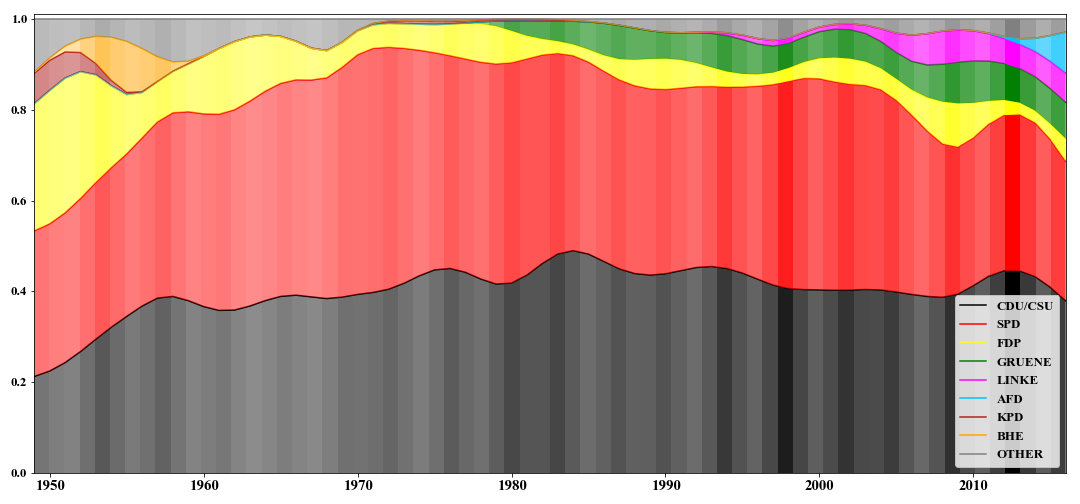 1.0
0.8
0.6
0.4
0.2
0.0
1950 1960 1970 1980 1990 2000 2010
CDU/CSU
SPD
FDP
GRUENE
LINKE
AFD
KPD
BHE
OTHER